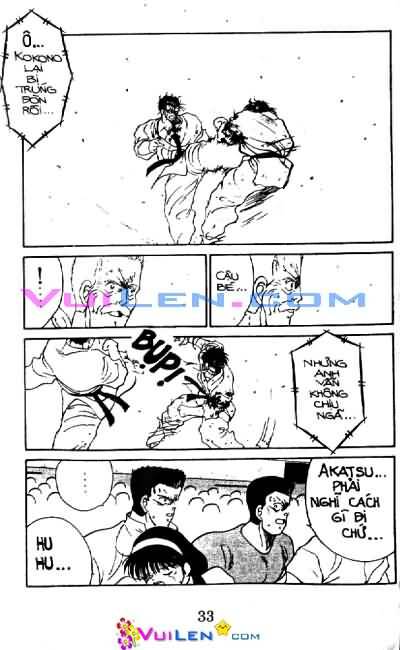 Ồ...
KOKONO
LẠI
BỊ
TRÚNG
ĐÒN
RỒI...
!
CẬU
BÉ...
VUILEN.COM
BUP!
NHƯNG
ANH
VẪN
KHÔNG
CHỊU
NGÃ...
...
AKATSU...
PHẢI
NGHĨ CÁCH
GÌ ĐI
CHỨ...
HU
HU...
33
VUILEN.COM